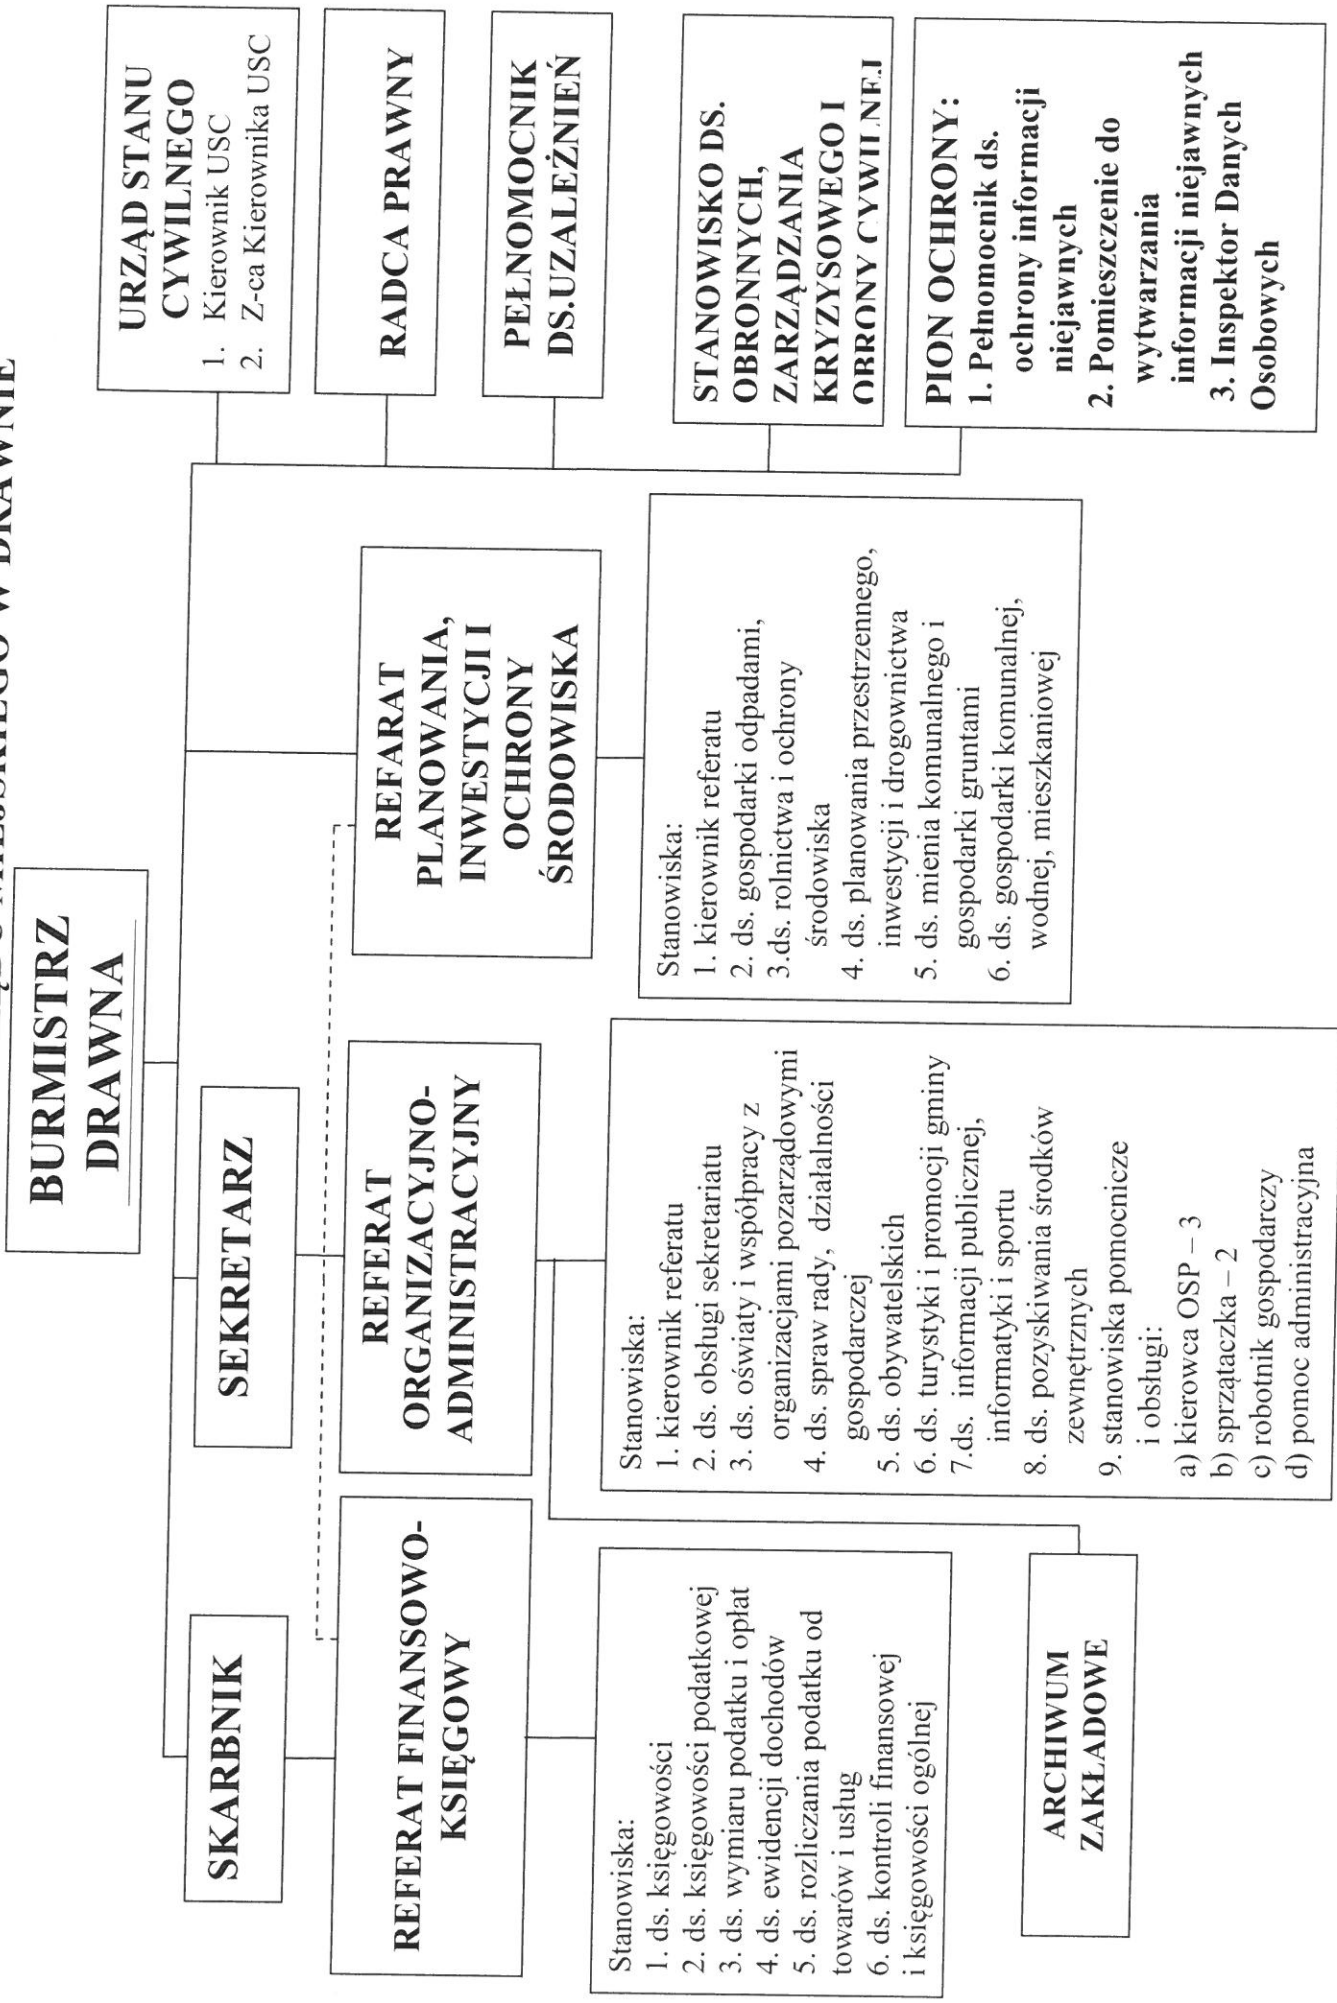 MIEJSKIEGO W DRAWNIE
BURMISTRZ
DRAWNA
SKARBNIK
SEKRETARZ
REFERAT FINANSOWO-
KSIĘGOWY
Stanowiska:
1. ds. księgowości
2. ds. księgowości podatkowej
3. ds. wymiaru podatku i opłat
4. ds. ewidencji dochodów
5. ds. rozliczania podatku od
towarów i usług
6. ds. kontroli finansowej
i księgowości ogólnej
REFERAT
ORGANIZACYJNO-
ADMINISTRACYJNY
Stanowiska:
1. kierownik referatu
2. ds. obsługi sekretariatu
3. ds. oświaty i współpracy z
organizacjami pozarządowymi
4. ds. spraw rady, działalności
gospodarczej
5. ds. obywatelskich
6. ds. turystyki i promocji gminy
7.ds. informacji publicznej,
informatyki i sportu
8. ds. pozyskiwania środków
zewnętrznych
9. stanowiska pomocnicze
i obsługi:
a) kierowca OSP – 3
b) sprzątaczka – 2
c) robotnik gospodarczy
d) pomoc administracyjna
ARCHIWUM
ZAKŁADOWE
REFARAT
PLANOWANIA,
INWESTYCJI I
OCHRONY
ŚRODOWISKA
Stanowiska:
1. kierownik referatu
2. ds. gospodarki odpadami,
3.ds. rolnictwa i ochrony
środowiska
4. ds. planowania przestrzennego,
inwestycji i drogownictwa
5. ds. mienia komunalnego i
gospodarki gruntami
6. ds. gospodarki komunalnej,
wodnej, mieszkaniowej
URZĄD STANU
CYWILNEGO
1. Kierownik USC
2. Z-ca Kierownika USC
RADCA PRAWNY
PEŁNOMOCNIK
DS.UZALEŻNIEŃ
STANOWISKO DS.
OBRONNYCH,
ZARZĄDZANIA
KRYZYSOWEGO I
OBRONY CYWILNEJ
PION OCHRONY:
1. Pełnomocnik ds.
ochrony informacji
niejawnych
2. Pomieszczenie do
wytwarzania
informacji niejawnych
3. Inspektor Danych
Osobowych